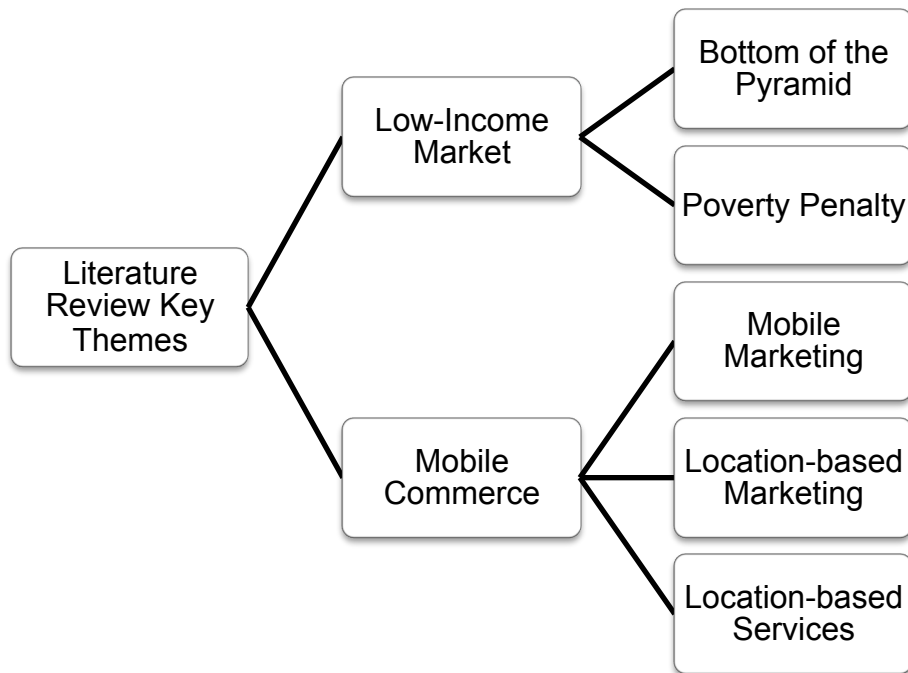 Literature
Review Key
Themes
Low-Income
Market
Bottom of the
Pyramid
Poverty Penalty
Mobile
Commerce
Mobile
Marketing
Location-based
Marketing
Location-based
Services